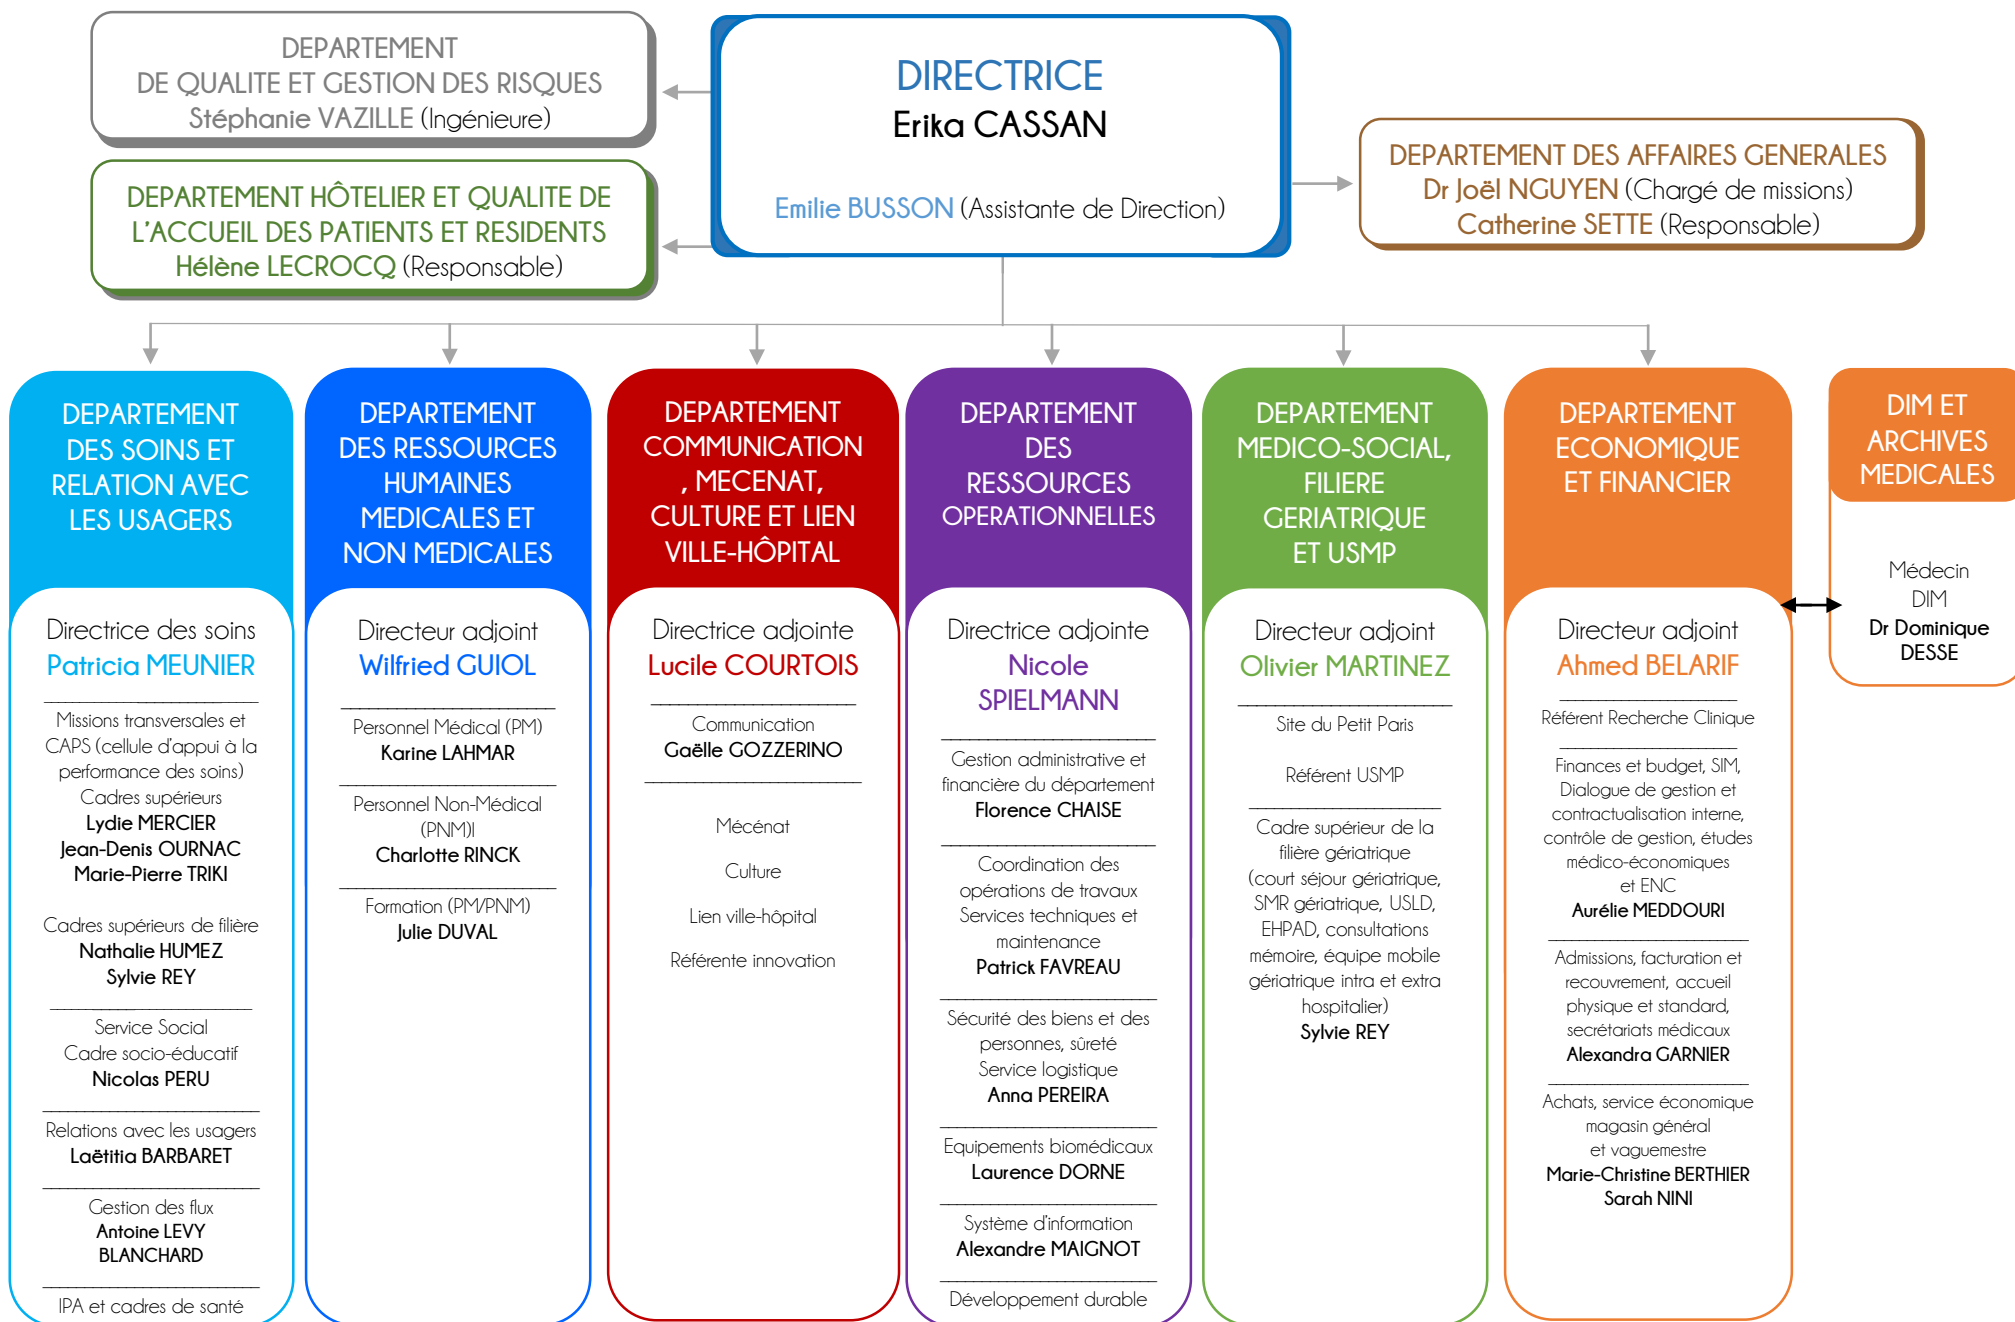 DEPARTEMENT
DE QUALITE ET GESTION DES RISQUES
Stéphanie VAZILLE (Ingénieure)
DEPARTEMENT HÔTELIER ET QUALITE DE
L'ACCUEIL DES PATIENTS ET RESIDENTS
Hélène LECROCQ (Responsable)
DIRECTRICE
Erika CASSAN
Emilie BUSSON (Assistante de Direction)
DEPARTEMENT DES AFFAIRES GENERALES
Dr Joël NGUYEN (Chargé de missions)
Catherine SETTE (Responsable)
DEPARTEMENT
DES SOINS ET
RELATION AVEC
LES USAGERS
Directrice des soins
Patricia MEUNIER
Missions transversales et
CAPS (cellule d'appui à la
performance des soins)
Cadres supérieurs
Lydie MERCIER
Jean-Denis OURNAC
Marie-Pierre TRIKI
Cadres supérieurs de filière
Nathalie HUMEZ
Sylvie REY
Service Social
Cadre socio-éducatif
Nicolas PERU
Relations avec les usagers
Laëtitia BARBARET
Gestion des flux
Antoine LEVY
BLANCHARD
IPA et cadres de santé
DEPARTEMENT
DES RESSOURCES
HUMAINES
MEDICALES ET
NON MEDICALES
Directeur adjoint
Wilfried GUIOL
Personnel Médical (PM)
Karine LAHMAR
Personnel Non-Médical
(PNM)l
Charlotte RINCK
Formation (PM/PNM)
Julie DUVAL
DEPARTEMENT
COMMUNICATION
, MECENAT,
CULTURE ET LIEN
VILLE-HÔPITAL
Directrice adjointe
Lucile COURTOIS
Communication
Gaëlle GOZZERINO
Mécénat
Culture
Lien ville-hôpital
Référente innovation
DEPARTEMENT
DES
RESSOURCES
OPERATIONNELLES
Directrice adjointe
Nicole
SPIELMANN
Gestion administrative et
financière du département
Florence CHAISE
Coordination des
opérations de travaux
Services techniques et
maintenance
Patrick FAVREAU
Sécurité des biens et des
personnes, sûreté
Service logistique
Anna PEREIRA
Equipements biomédicaux
Laurence DORNE
Système d'information
Alexandre MAIGNOT
Développement durable
DEPARTEMENT
MEDICO-SOCIAL,
FILIERE
GERIATRIQUE
ET USMP
Directeur adjoint
Olivier MARTINEZ
Site du Petit Paris
Référent USMP
Cadre supérieur de la
filière gériatrique
(court séjour gériatrique,
SMR gériatrique, USLD,
EHPAD, consultations
mémoire, équipe mobile
gériatrique intra et extra
hospitalier)
Sylvie REY
DEPARTEMENT
ECONOMIQUE
ET FINANCIER
Directeur adjoint
Ahmed BELARIF
Référent Recherche Clinique
Finances et budget, SIM,
Dialogue de gestion et
contractualisation interne,
contrôle de gestion, études
médico-économiques
et ENC
Aurélie MEDDOURI
Admissions, facturation et
recouvrement, accueil
physique et standard,
secrétariats médicaux
Alexandra GARNIER
Achats, service économique
magasin général
et vaguemestre
Marie-Christine BERTHIER
Sarah NINI
DIM ET
ARCHIVES
MEDICALES
Médecin
DIM
Dr Dominique
DESSE